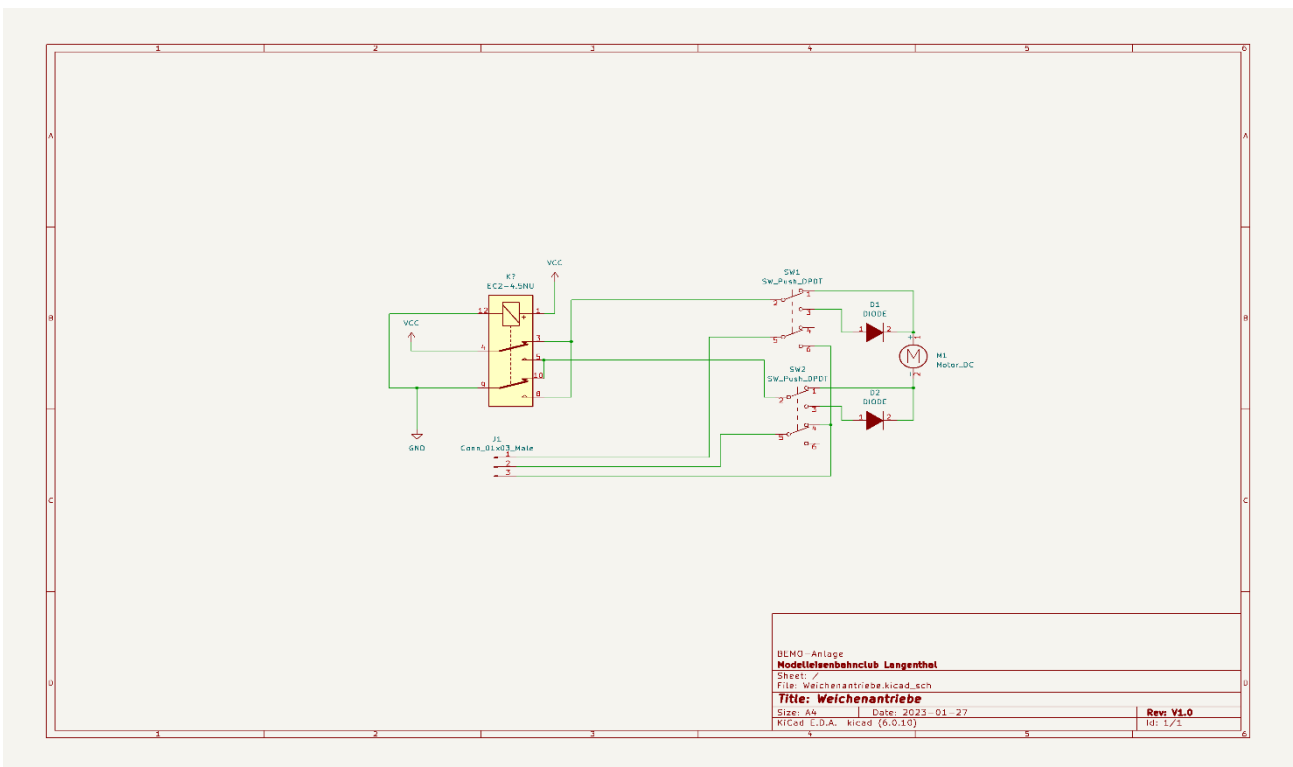 1 2 3 4 5 6
A A
VCC
K?
EC2-4.5NU
SW1
SW_Push_DPDT
12 1
2 1
3
D1
DIODE
1 2
B B
VCC
4 3
5
5 4
6
+ 1
M
M1
Motor_DC
- 2
10
9 8
SW2
SW_Push_DPDT
2 1
3
D2
DIODE
1 2
5 4
6
GND
J1
Conn_01x03_Male
1
2
3
C C
BEMO-Anlage
Modelleisenbahnclub Langenthal
Sheet: /
File: Weichenantriebe.kicad_sch
D D
Title: Weichenantriebe
Size: A4 Date: 2023-01-27 Rev: V1.0
KiCad E.D.A. kicad (6.0.10) Id: 1/1
1 2 3 4 5 6